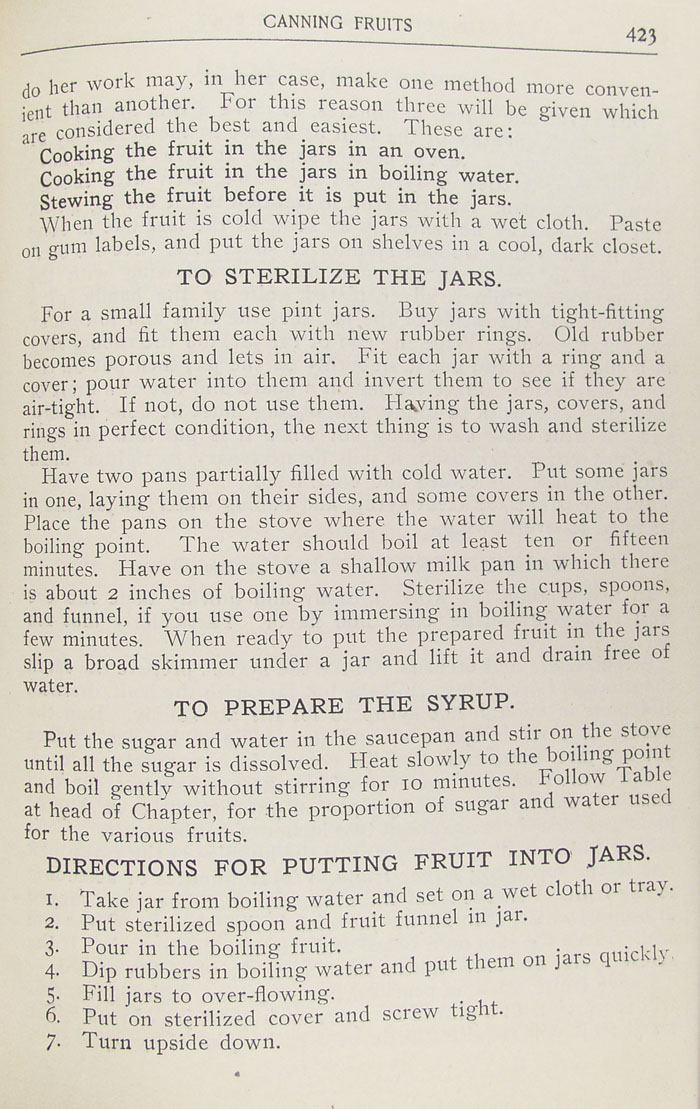 CANNING FRUITS
423
do her work may, in her case, make one method more conven-
ient than another. For this reason three will be given which
are considered the best and easiest. These are:
Cooking the fruit in the jars in an oven.
Cooking the fruit in the jars in boiling water.
Stewing the fruit before it is put in the jars.
When the fruit is cold wipe the jars with a wet cloth. Paste
on gum labels, and put the jars on shelves in a cool, dark closet.
TO STERILIZE THE JARS.
For a small family use pint jars. Buy jars with tight-fitting
covers, and fit them each with new rubber rings. Old rubber
becomes porous and lets in air. Fit each jar with a ring and a
cover; pour water into them and invert them to see if they are
air-tight. If not, do not use them. Having the jars, covers, and
rings in perfect condition, the next thing is to wash and sterilize
them.
Have two pans partially filled with cold water. Put some jars
in one, laying them on their sides, and some covers in the other.
Place the pans on the stove where the water will heat to the
boiling point. The water should boil at least ten or fifteen
minutes. Have on the stove a shallow milk pan in which there
is about 2 inches of boiling water. Sterilize the cups, spoons,
and funnel, if you use one by immersing in boiling water for a
few minutes. When ready to put the prepared fruit in the jars
slip a broad skimmer under a jar and lift it and drain free of
water.
TO PREPARE THE SYRUP.
Put the sugar and water in the saucepan and stir on the stove
until all the sugar is dissolved. Heat slowly to the boiling point
and boil gently without stirring for 10 minutes. Follow Table
at head of Chapter, for the proportion of sugar and water used
for the various fruits.
DIRECTIONS FOR PUTTING FRUIT INTO JARS.
1. Take jar from boiling water and set on a wet cloth or tray.
2. Put sterilized spoon and fruit funnel in jar.
3. Pour in the boiling fruit.
4. Dip rubbers in boiling water and put them on jars quickly.
5. Fill jars to over-flowing.
6. Put on sterilized cover and screw tight.
7. Turn upside down.